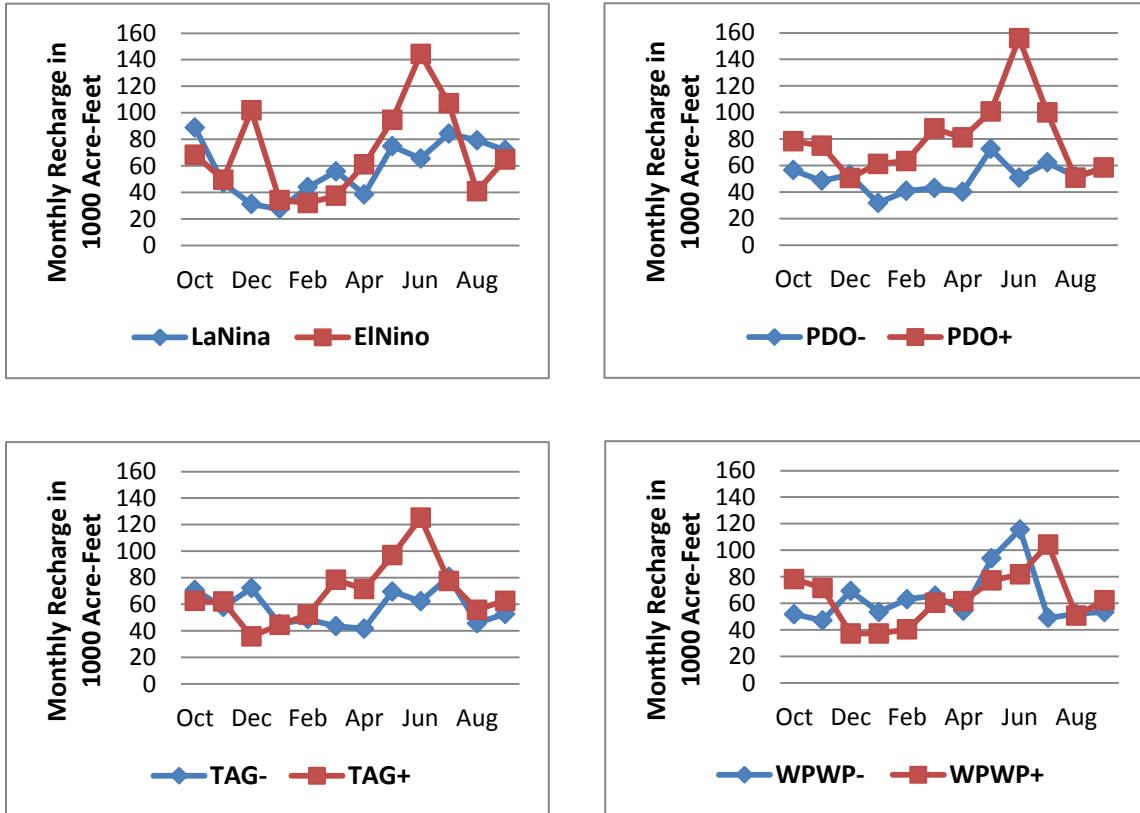 Monthly Recharge in
1000 Acre-Feet
160
140
120
100
80
60
40
20
0
Oct Dec Feb Apr Jun Aug
LaNina ElNino
Monthly Recharge in
1000 Acre-Feet
160
140
120
100
80
60
40
20
0
Oct Dec Feb Apr Jun Aug
PDO- PDO+
Monthly Recharge in
1000 Acre-Feet
160
140
120
100
80
60
40
20
0
Oct Dec Feb Apr Jun Aug
TAG- TAG+
Monthly Recharge in
1000 Acre-Feet
160
140
120
100
80
60
40
20
0
Oct Dec Feb Apr Jun Aug
WPWP- WPWP+